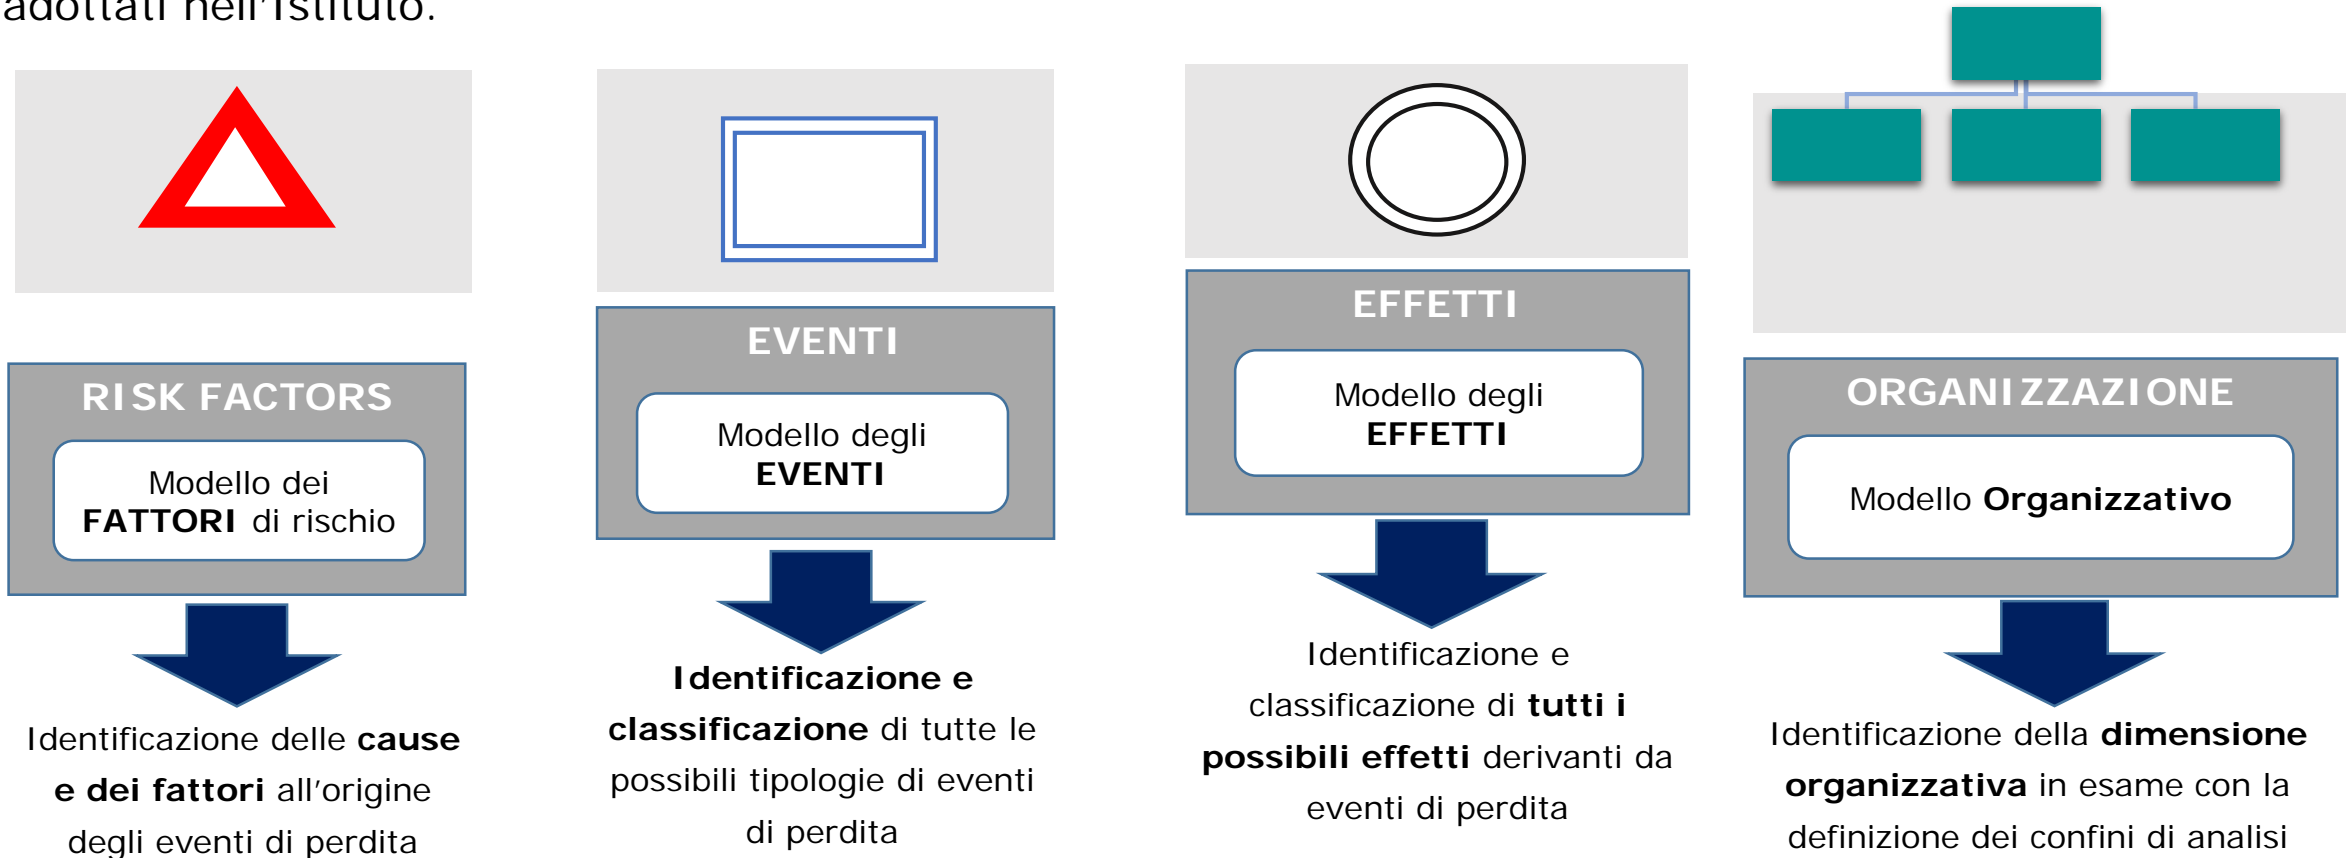 adottati nell'Istituto.
RISK FACTORS
Modello dei
FATTORI di rischio
Identificazione delle cause
e dei fattori all'origine
degli eventi di perdita
EVENTI
Modello degli
EVENTI
Identificazione e
classificazione di tutte le
possibili tipologie di eventi
di perdita
EFFETTI
Modello degli
EFFETTI
Identificazione e
classificazione di tutti i
possibili effetti derivanti da
eventi di perdita
ORGANIZZAZIONE
Modello Organizzativo
Identificazione della dimensione
organizzativa in esame con la
definizione dei confini di analisi